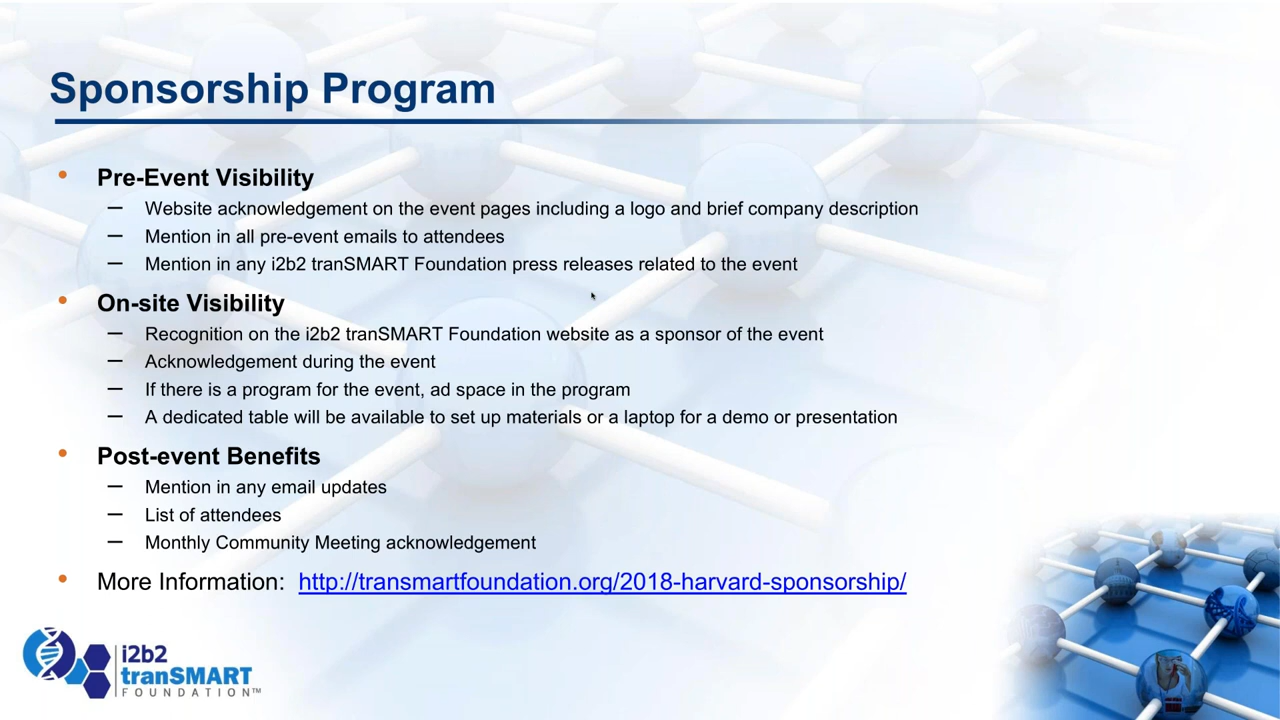 Sponsorship Program
• Pre-Event Visibility
– Website acknowledgement on the event pages including a logo and brief company description
– Mention in all pre-event emails to attendees
– Mention in any i2b2 tranSMART Foundation press releases related to the event
• On-site Visibility
– Recognition on the i2b2 tranSMART Foundation website as a sponsor of the event
– Acknowledgement during the event
– If there is a program for the event, ad space in the program
– A dedicated table will be available to set up materials or a laptop for a demo or presentation
• Post-event Benefits
– Mention in any email updates
– List of attendees
– Monthly Community Meeting acknowledgement
• More Information: http://transmartfoundation.org/2018-harvard-sponsorship/
i2b2
tranSMART
FOUNDATION™